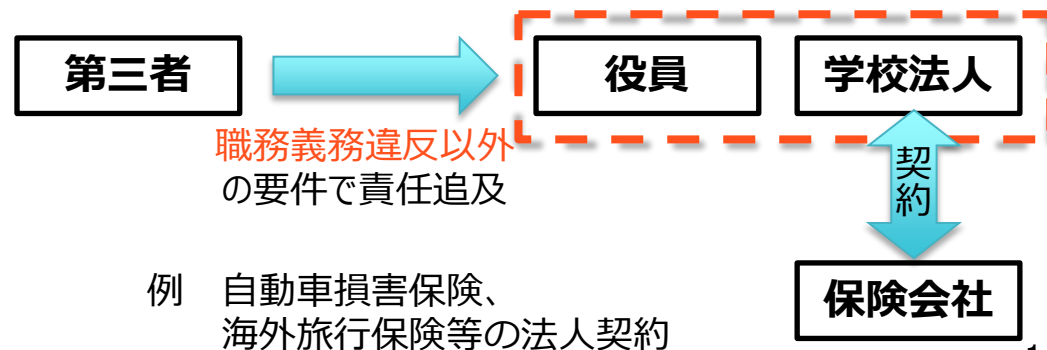 第三者
役員
学校法人
職務義務違反以外
の要件で責任追及
契約
例 自動車損害保険、
海外旅行保険等の法人契約
保険会社